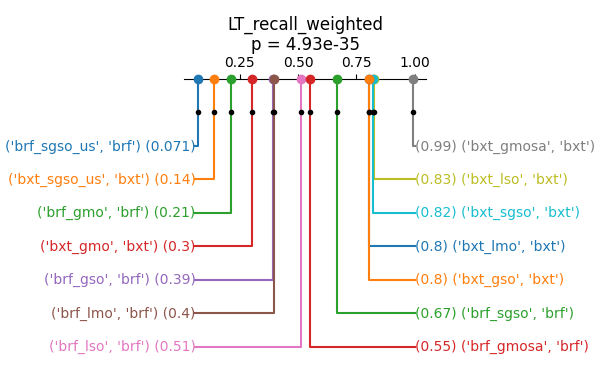 LT_recall_weighted
p = 4.93e-35
0.25 0.50 0.75 1.00
('brf_sgso_us', 'brf') (0.071) (0.99) ('bxt_gmosa', 'bxt')
('bxt_sgso_us', 'bxt') (0.14) (0.83) ('bxt_lso', 'bxt')
('brf_gmo', 'brf') (0.21) (0.82) ('bxt_sgso', 'bxt')
('bxt_gmo', 'bxt') (0.3) (0.8) ('bxt_lmo', 'bxt')
('brf_gso', 'brf') (0.39) (0.8) ('bxt_gso', 'bxt')
('brf_lmo', 'brf') (0.4) (0.67) ('brf_sgso', 'brf')
('brf_lso', 'brf') (0.51) (0.55) ('brf_gmosa', 'brf')